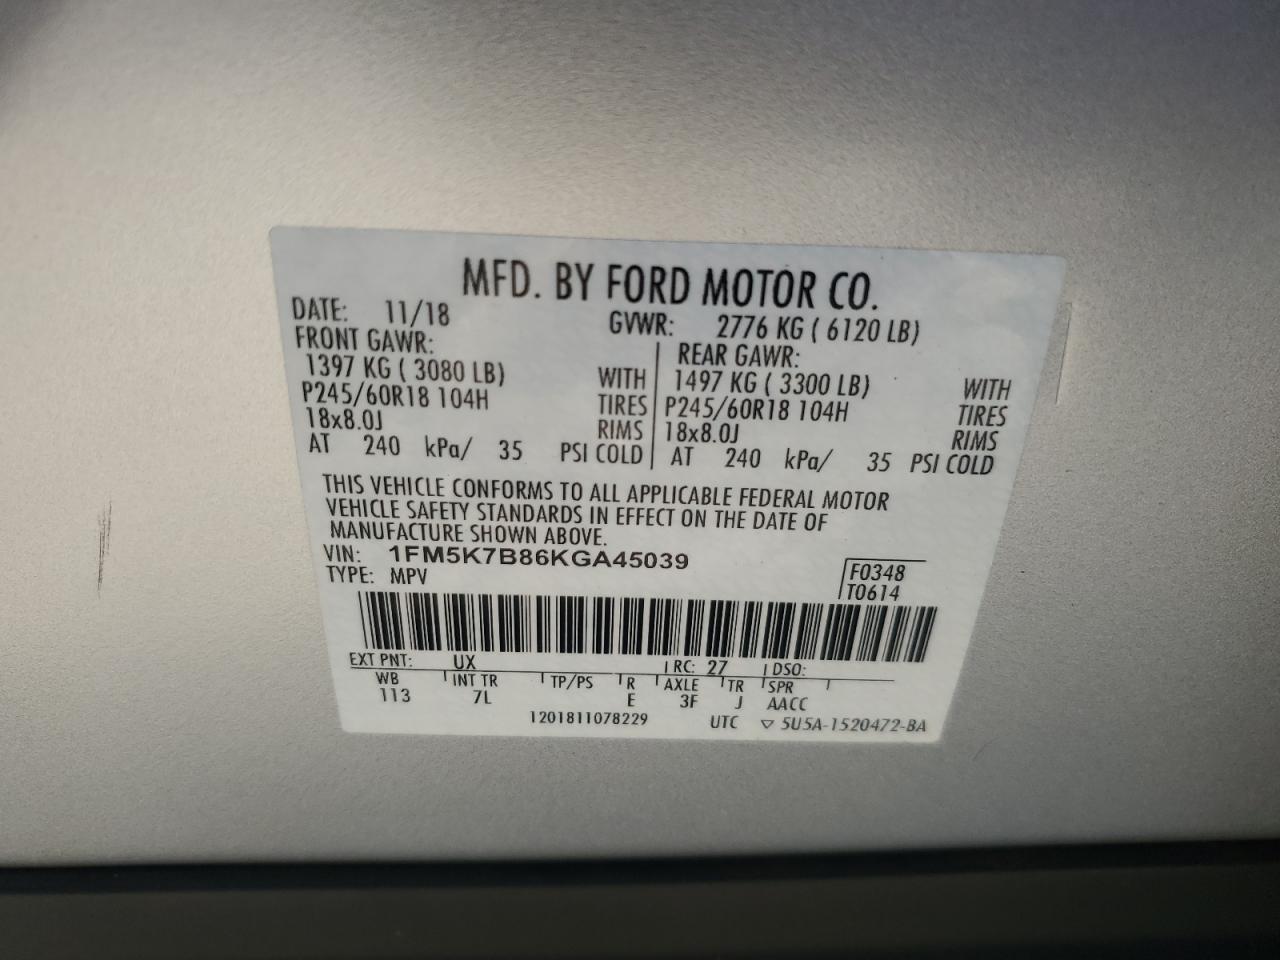 MFD. BY FORD MOTOR CO.
DATE: 11/18 GVWR: 2776 KG ( 6120 LB)
FRONT GAWR: REAR GAWR:
1397 KG ( 3080 LB) WITH 1497 KG ( 3300 LB) WITH
P245/60R18 104H TIRES P245/60R18 104H TIRES
18x8.0J RIMS 18x8.0J RIMS
AT 240 kPa/ 35 PSI COLD AT 240 kPa/ 35 PSI COLD
THIS VEHICLE CONFORMS TO ALL APPLICABLE FEDERAL MOTOR
VEHICLE SAFETY STANDARDS IN EFFECT ON THE DATE OF
MANUFACTURE SHOWN ABOVE.
VIN: 1FM5K7B86KGA45039 F0348
TYPE: MPV T0614
EXT PNT: UX RC: 27 DSO:
WB INT TR TP/PS R AXLE TR SPR
113 7L E 3F J AACC
1201811078229 UTC ▽ 5U5A-1520472-BA